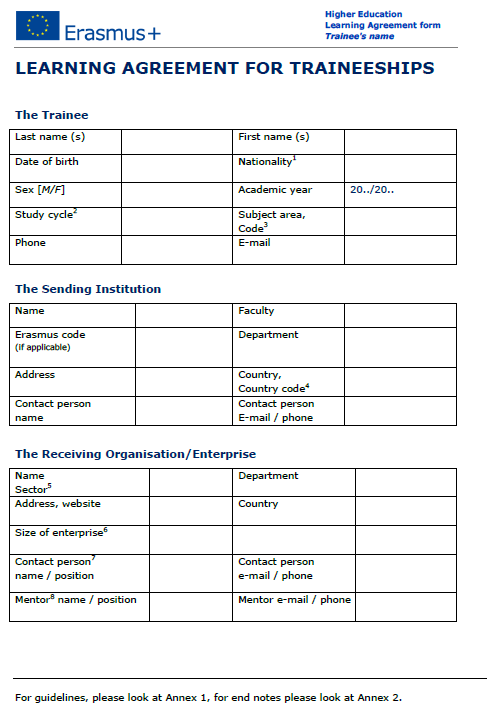 Erasmus+
Higher Education
Learning Agreement form
Trainee's name
LEARNING AGREEMENT FOR TRAINEESHIPS
The Trainee
Last name (s)
First name (s)
Date of birth
Nationality1
Sex [M/F]
Academic year
20../20..
Study cycle2
Subject area,
Code3
Phone
E-mail
The Sending Institution
Name
Faculty
Erasmus code
(if applicable)
Department
Address
Country,
Country code4
Contact person
name
Contact person
E-mail / phone
The Receiving Organisation/Enterprise
Name
Sector5
Department
Address, website
Country
Size of enterprise6
Contact person7
name / position
Contact person
e-mail / phone
Mentor8 name / position
Mentor e-mail / phone
For guidelines, please look at Annex 1, for end notes please look at Annex 2.